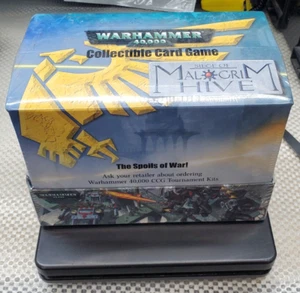 WARHAMMER
40,000
Collectible Card Game
SIEGE OF
MALOGRIM
HIVE
The Spoils of War!
Ask your retailer about ordering
Warhammer 40,000 CCG Tournament Kits.
WARHAMMER